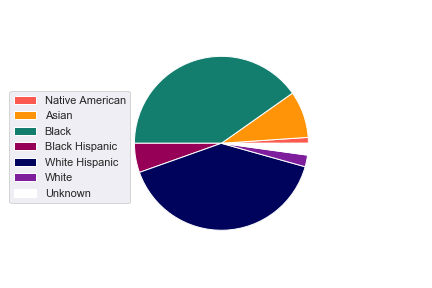 Native American
Asian
Black
Black Hispanic
White Hispanic
White
Unknown